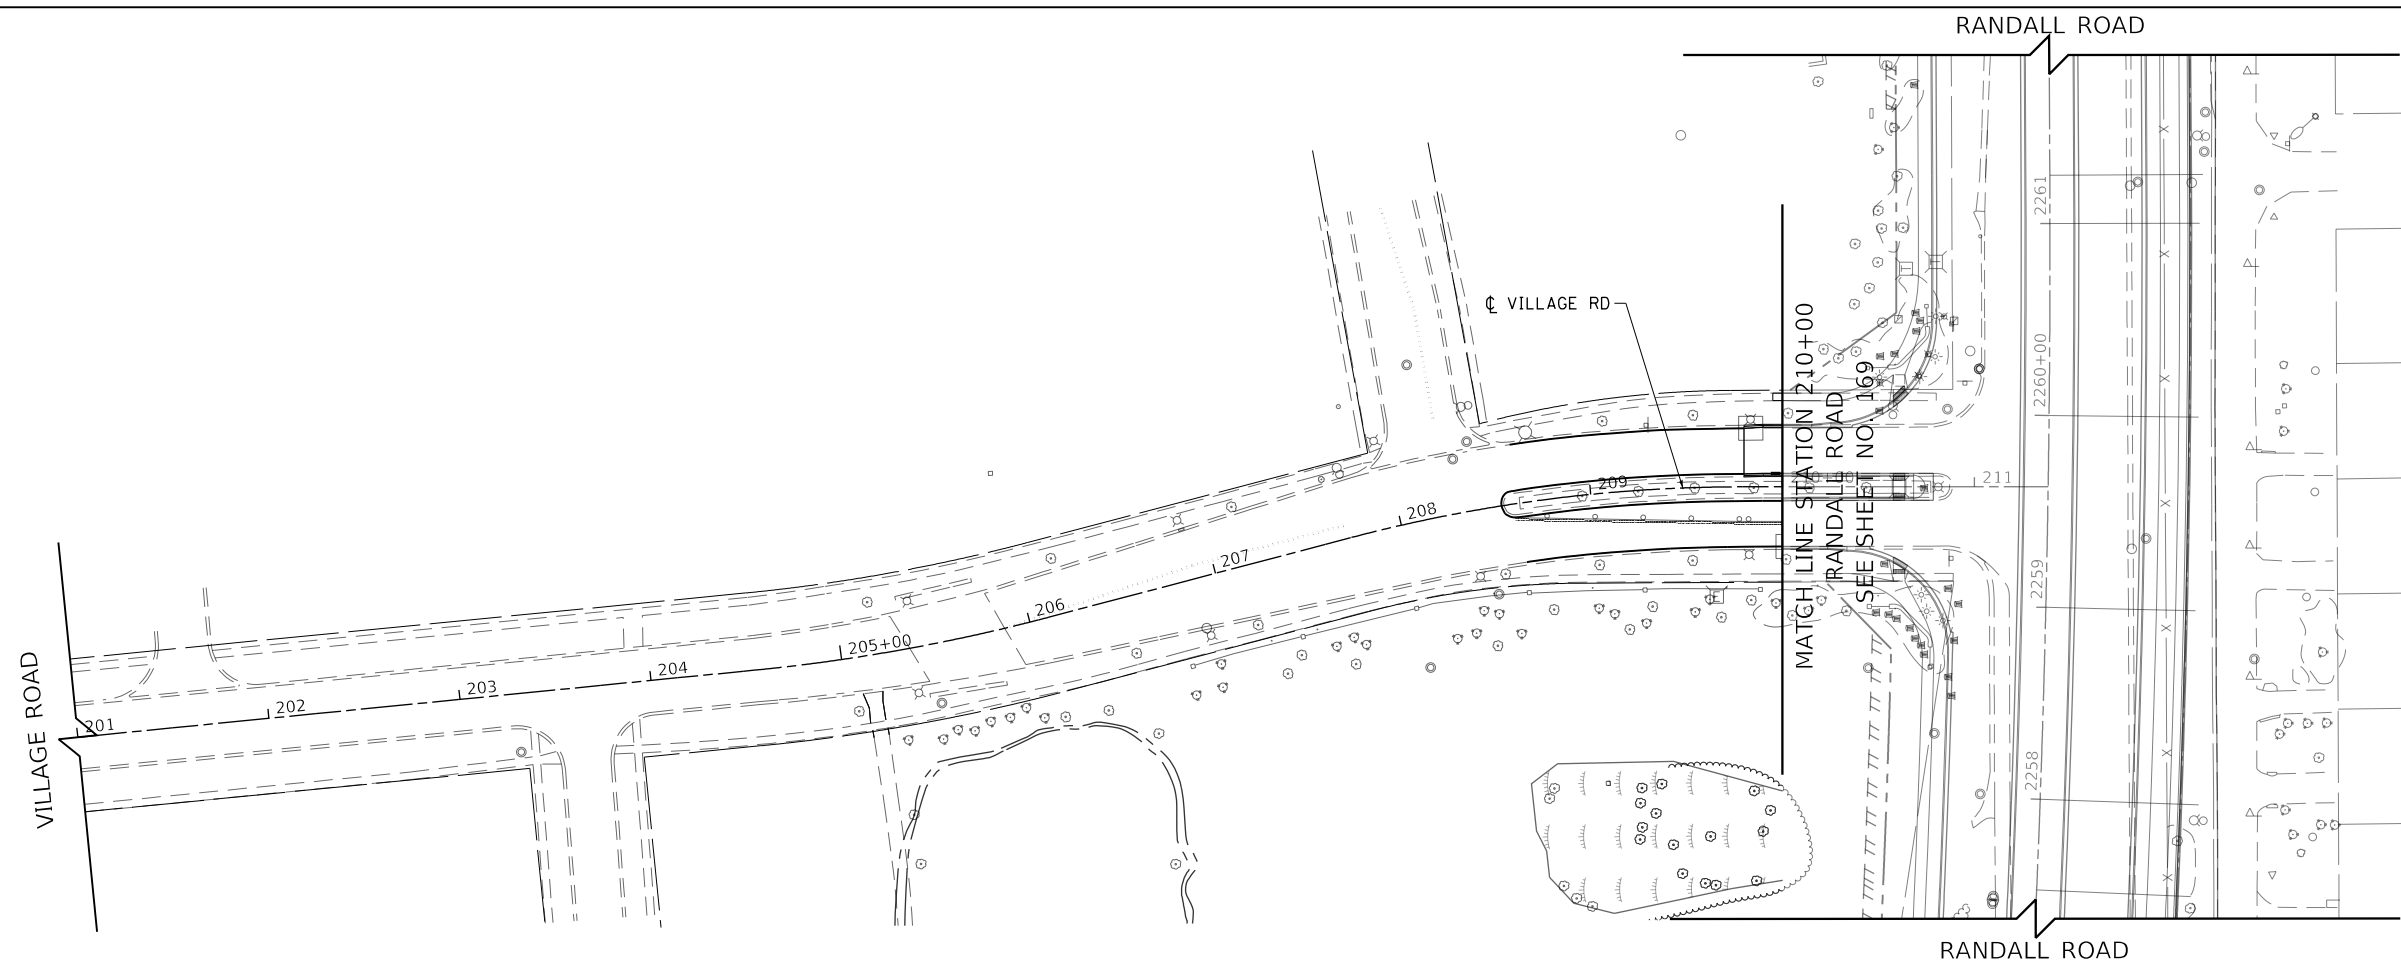 RANDALL ROAD
2261
℄ VILLAGE RD
2260+00
MATCH LINE STATION 210+00
RANDALL ROAD
SEE SHEET NO. 169
209
211
208
207
206
205+00
204
203
202
201
VILLAGE ROAD
2259
2258
RANDALL ROAD